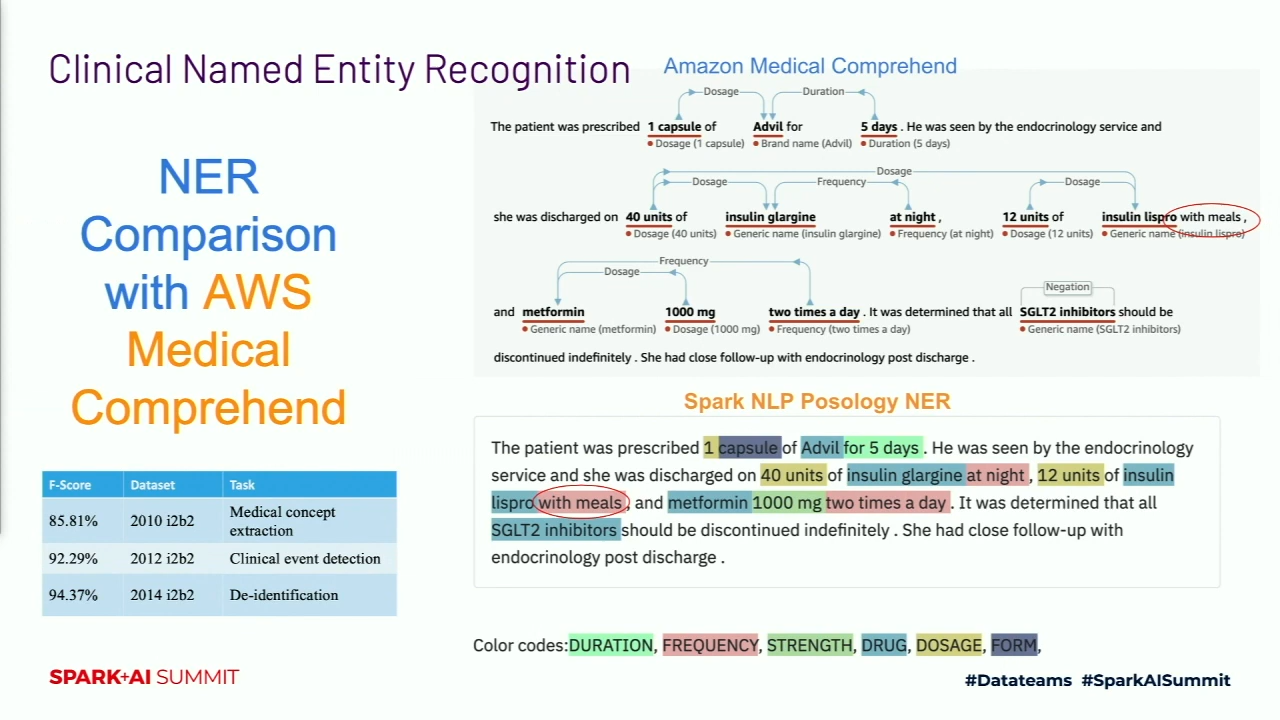 Clinical Named Entity Recognition
NER
Comparison
with AWS
Medical
Comprehend
F-Score Dataset Task
85.81% 2010 i2b2 Medical concept
extraction
92.29% 2012 i2b2 Clinical event detection
94.37% 2014 i2b2 De-identification
Amazon Medical Comprehend
Dosage Duration
The patient was prescribed 1 capsule of Advil for 5 days . He was seen by the endocrinology service and
• Dosage (1 capsule) • Brand name (Advil) • Duration (5 days)
Dosage
Dosage Frequency Dosage
she was discharged on 40 units of insulin glargine at night , 12 units of insulin lispro with meals ,
• Dosage (40 units) • Generic name (insulin glargine) • Frequency (at night) • Dosage (12 units) • Generic name (insulin lispro)
Frequency
Dosage
Negation
and metformin 1000 mg two times a day . It was determined that all SGLT2 inhibitors should be
• Generic name (metformin) • Dosage (1000 mg) • Frequency (two times a day) • Generic name (SGLT2 inhibitors)
discontinued indefinitely . She had close follow-up with endocrinology post discharge .
Spark NLP Posology NER
The patient was prescribed 1 capsule of Advil for 5 days . He was seen by the endocrinology
service and she was discharged on 40 units of insulin glargine at night , 12 units of insulin
lispro with meals , and metformin 1000 mg two times a day . It was determined that all
SGLT2 inhibitors should be discontinued indefinitely . She had close follow-up with
endocrinology post discharge .
Color codes:DURATION, FREQUENCY, STRENGTH, DRUG, DOSAGE, FORM,
SPARK+AI SUMMIT
#Datateams #SparkAISummit